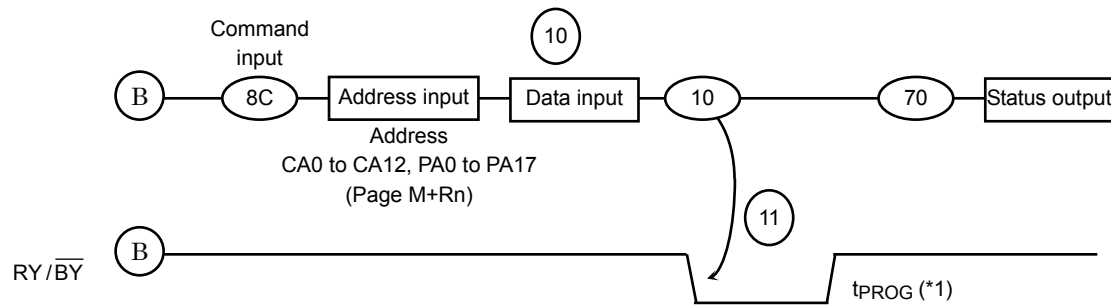 Command
input
10
B
8C
Address input
Data input
10
70
Status output
Address
CA0 to CA12, PA0 to PA17
(Page M+Rn)
11
B
RY/BY
tPROG (*1)